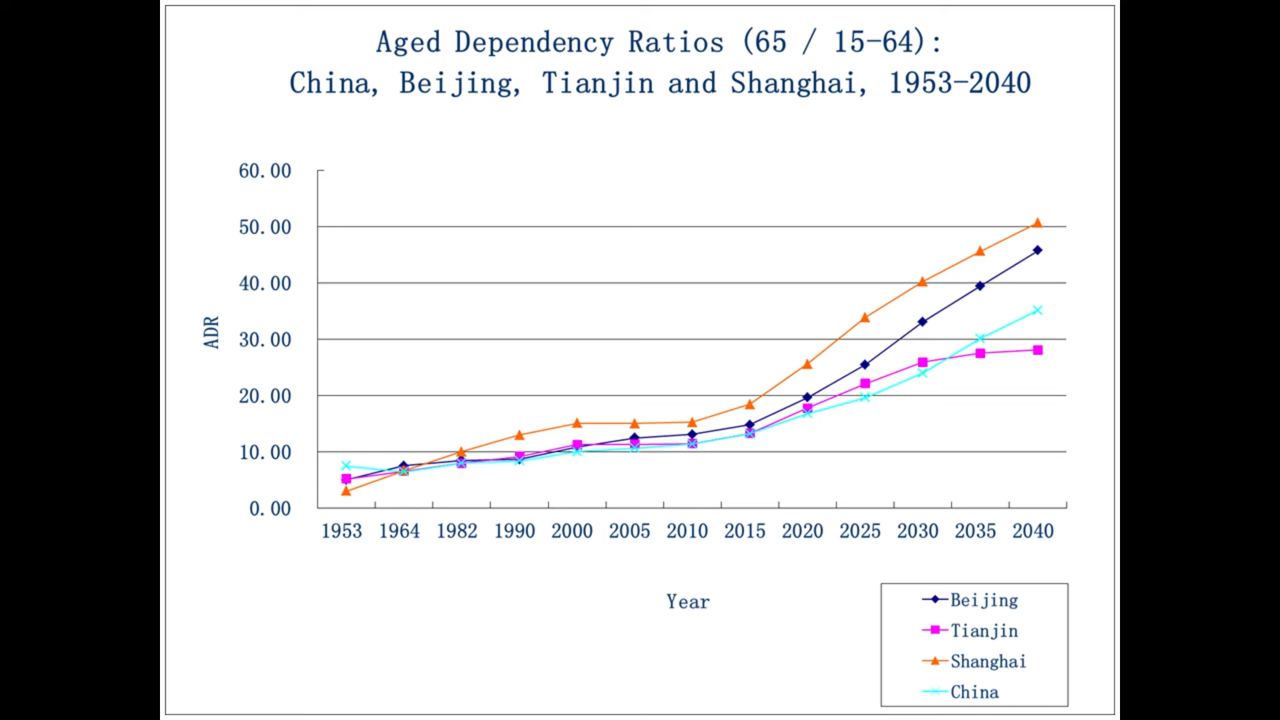 Aged Dependency Ratios (65 / 15-64):
China, Beijing, Tianjin and Shanghai, 1953-2040
60.00
50.00
40.00
30.00
20.00
10.00
0.00
ADR
1953 1964 1982 1990 2000 2005 2010 2015 2020 2025 2030 2035 2040
Year
Beijing
Tianjin
Shanghai
China